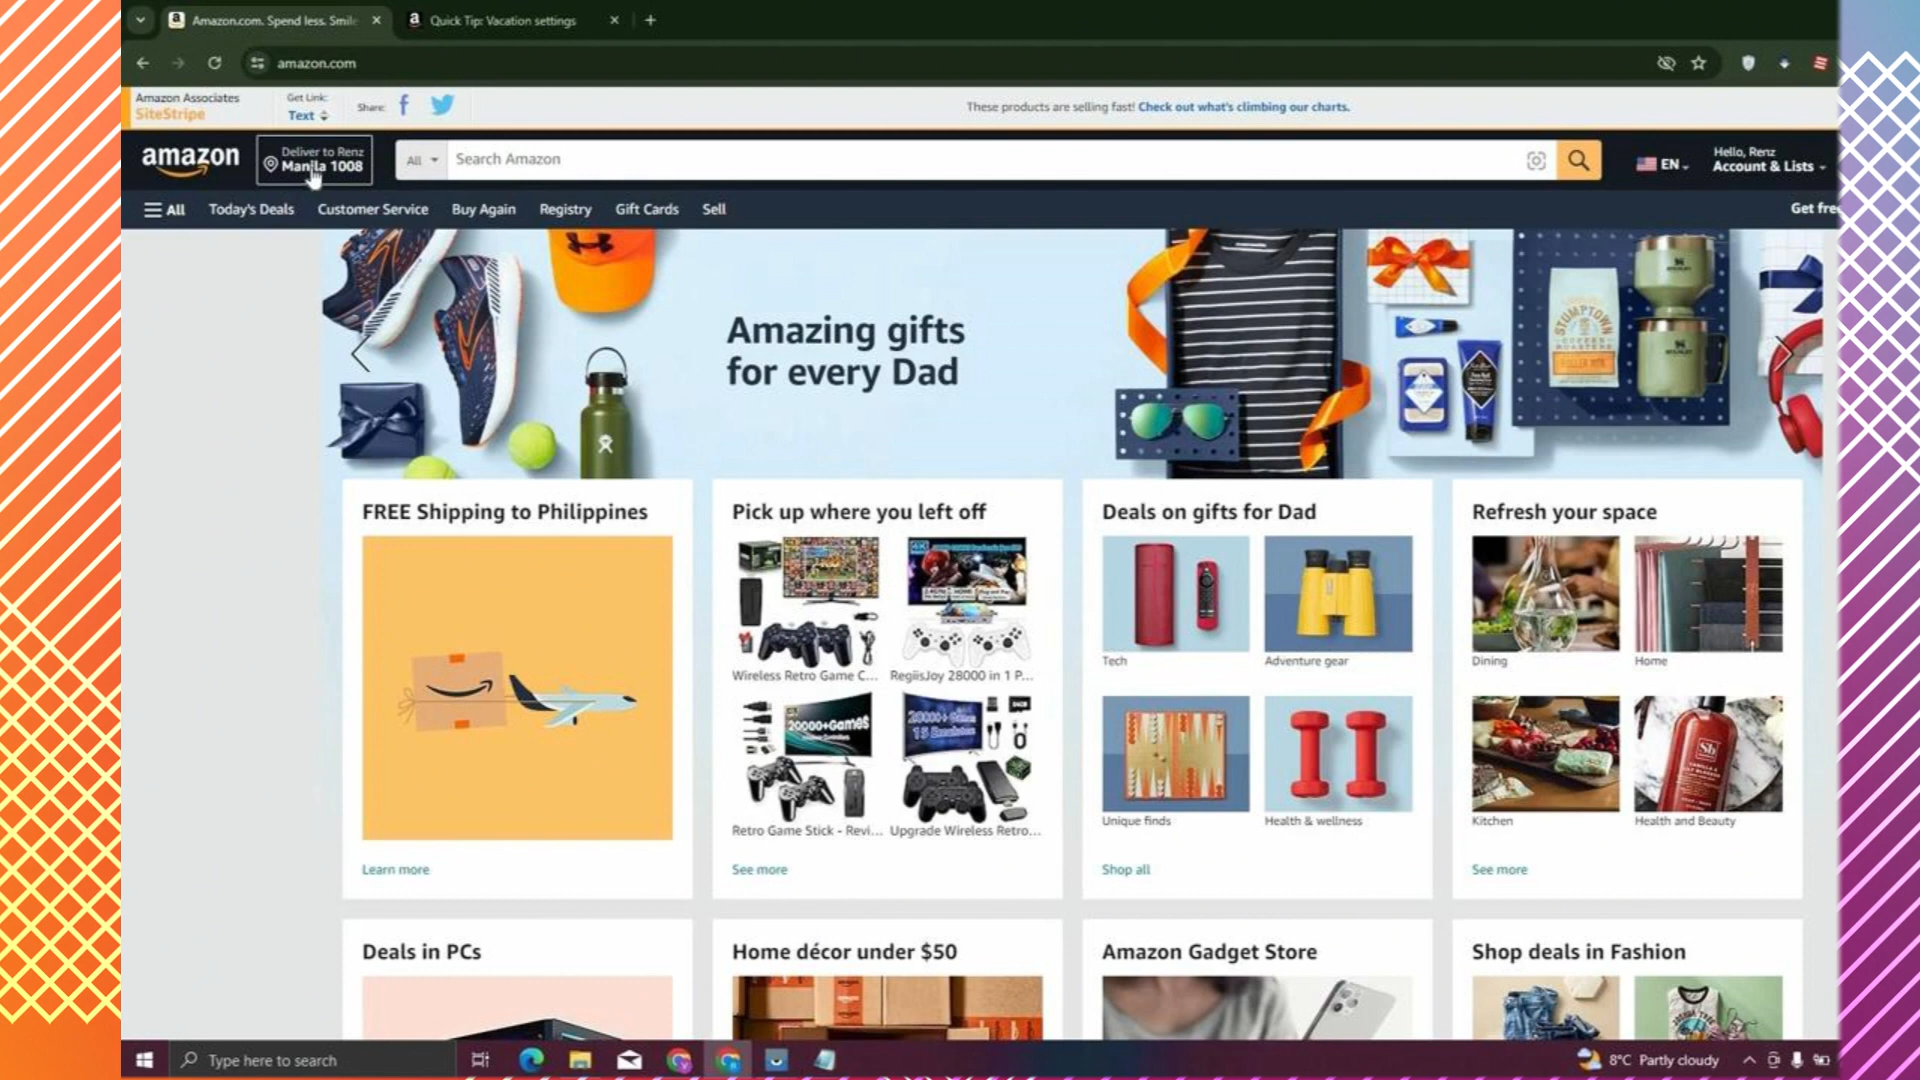 Amazon.com. Spend less. Smile
Quick Tip: Vacation settings
amazon.com
Amazon Associates
SiteStripe
Get Link:
Text
Share:
These products are selling fast! Check out what's climbing our charts.
amazon
Deliver to Renz
Manila 1008
All
Search Amazon
EN
Hello, Renz
Account & Lists
All
Today's Deals
Customer Service
Buy Again
Registry
Gift Cards
Sell
Get free
Amazing gifts
for every Dad
STUMPTOWN
COFFEE
ROASTERS
FREE Shipping to Philippines
Learn more
Pick up where you left off
Wireless Retro Game C...
RegiisJoy 28000 in 1 P...
20000+Games
Retro Game Stick - Revi...
Upgrade Wireless Retro...
See more
Deals on gifts for Dad
Tech
Adventure gear
Unique finds
Health & wellness
Shop all
Refresh your space
Dining
Home
Kitchen
Health and Beauty
See more
Deals in PCs
Home décor under $50
Amazon Gadget Store
Shop deals in Fashion
Type here to search
8°C Partly cloudy